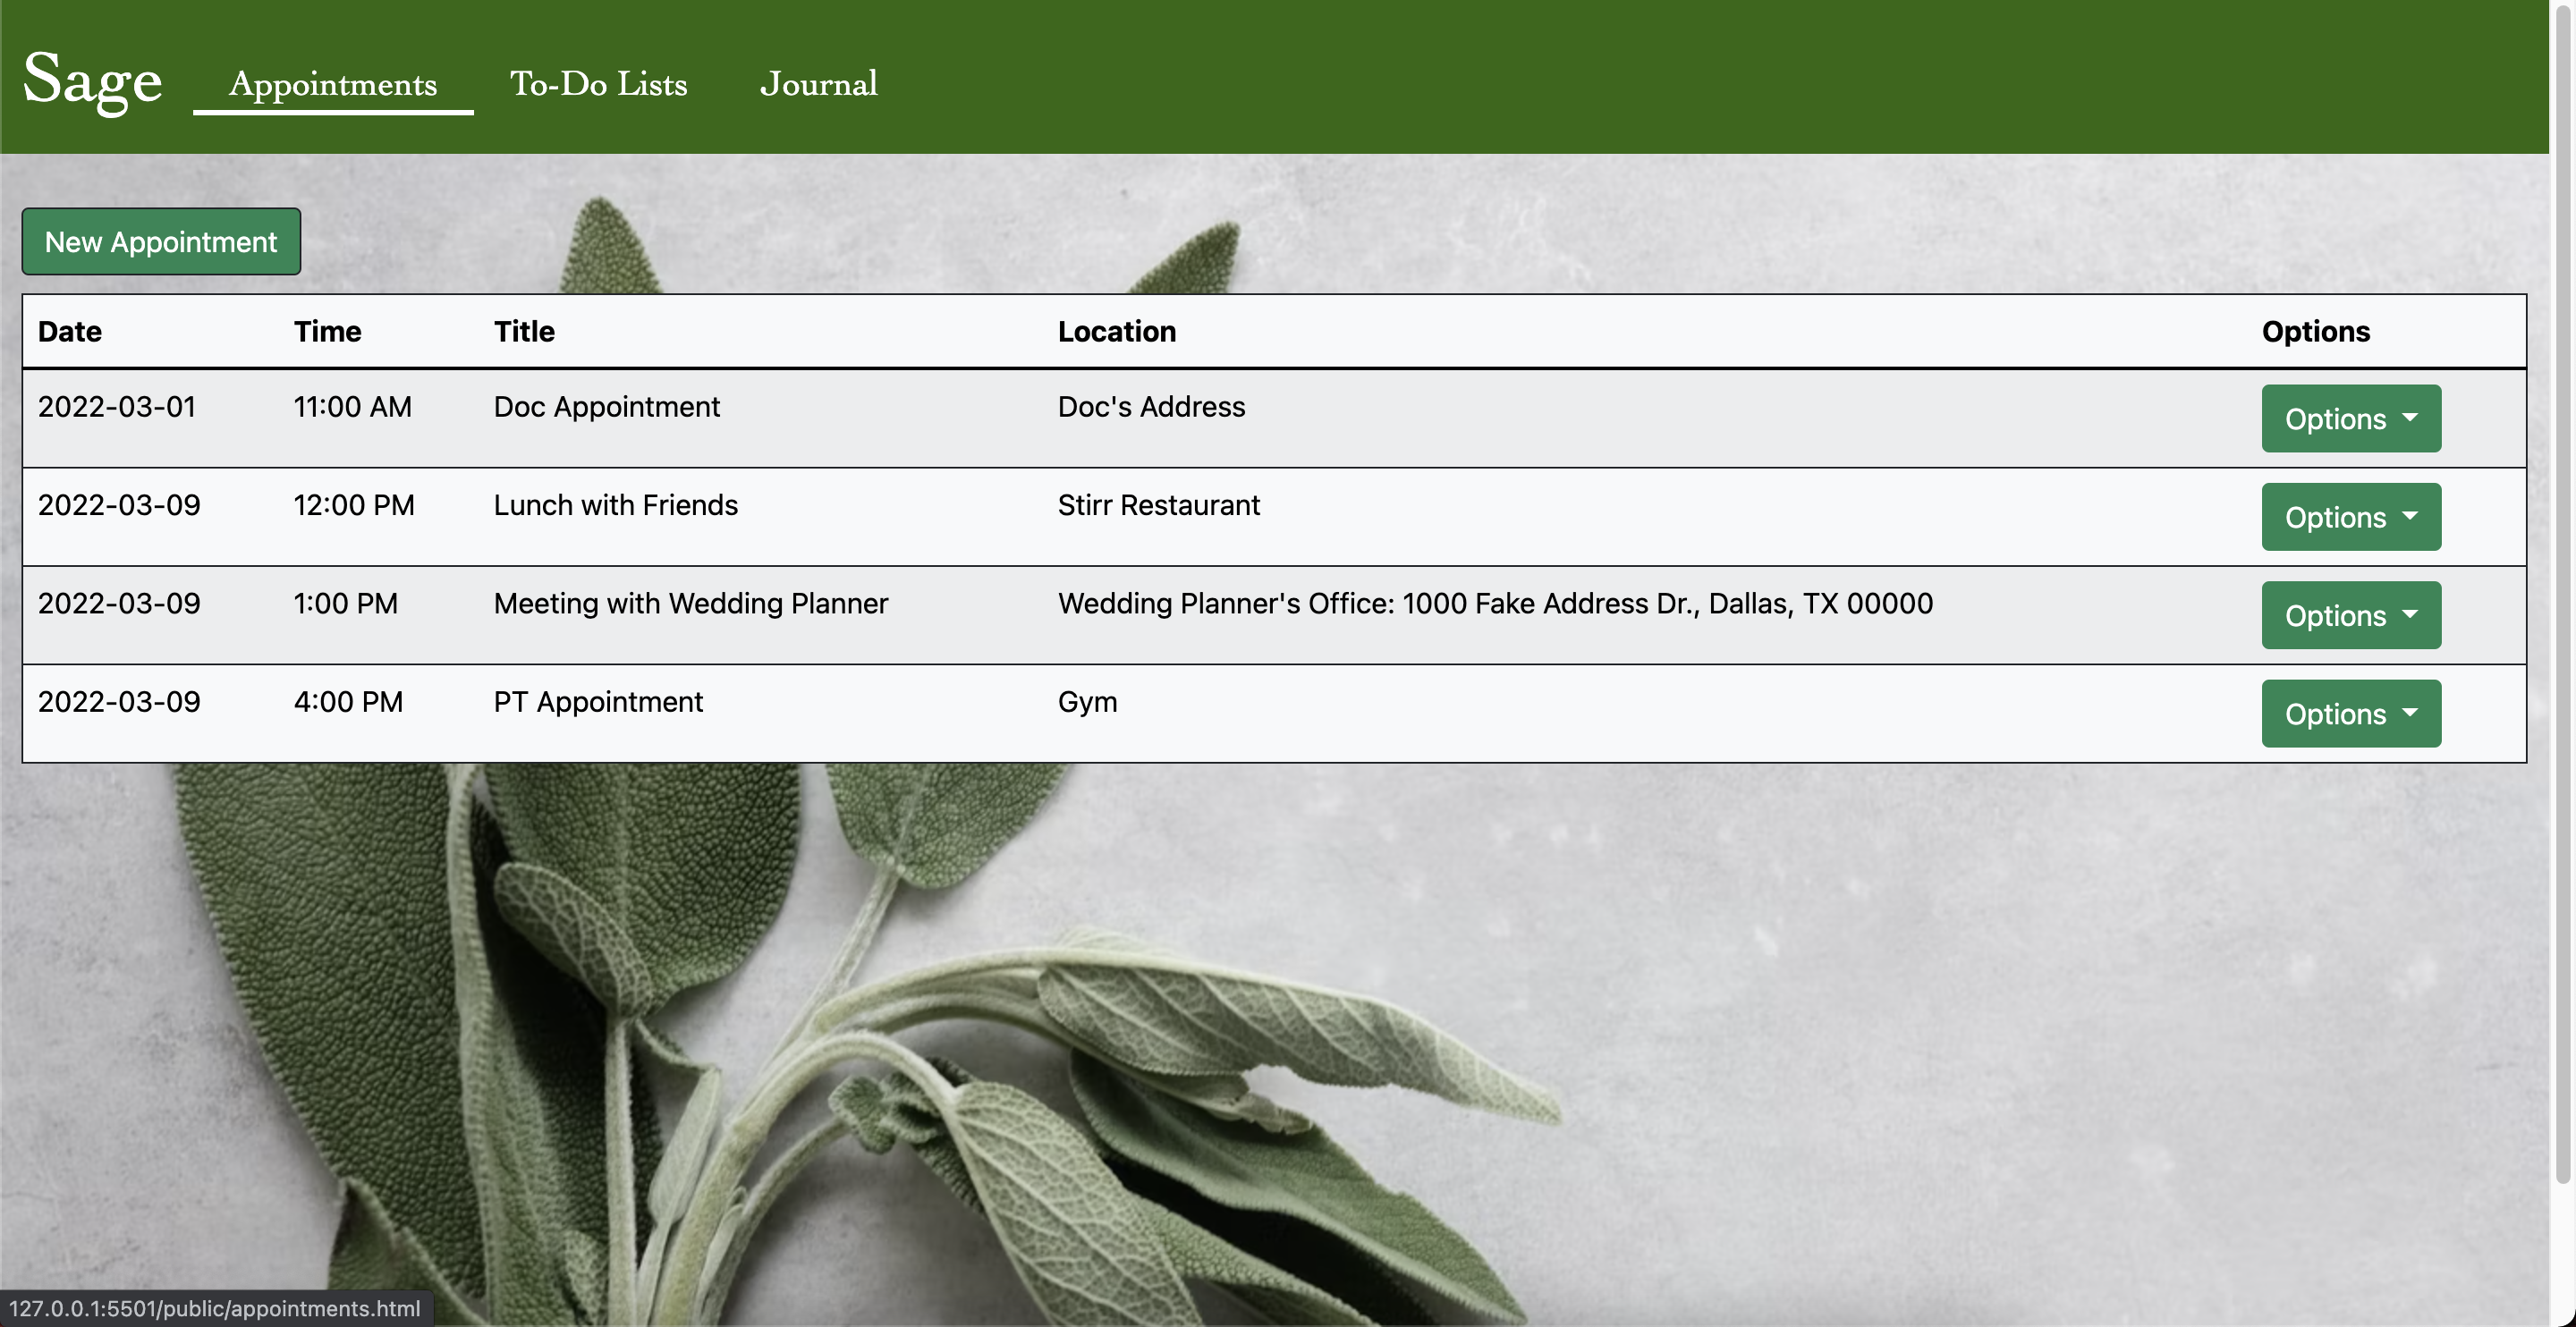 Sage Appointments To-Do Lists Journal
New Appointment
Date Time Title Location Options
2022-03-01 11:00 AM Doc Appointment Doc's Address Options
2022-03-09 12:00 PM Lunch with Friends Stirr Restaurant Options
2022-03-09 1:00 PM Meeting with Wedding Planner Wedding Planner's Office: 1000 Fake Address Dr., Dallas, TX 00000 Options
2022-03-09 4:00 PM PT Appointment Gym Options
127.0.0.1:5501/public/appointments.html